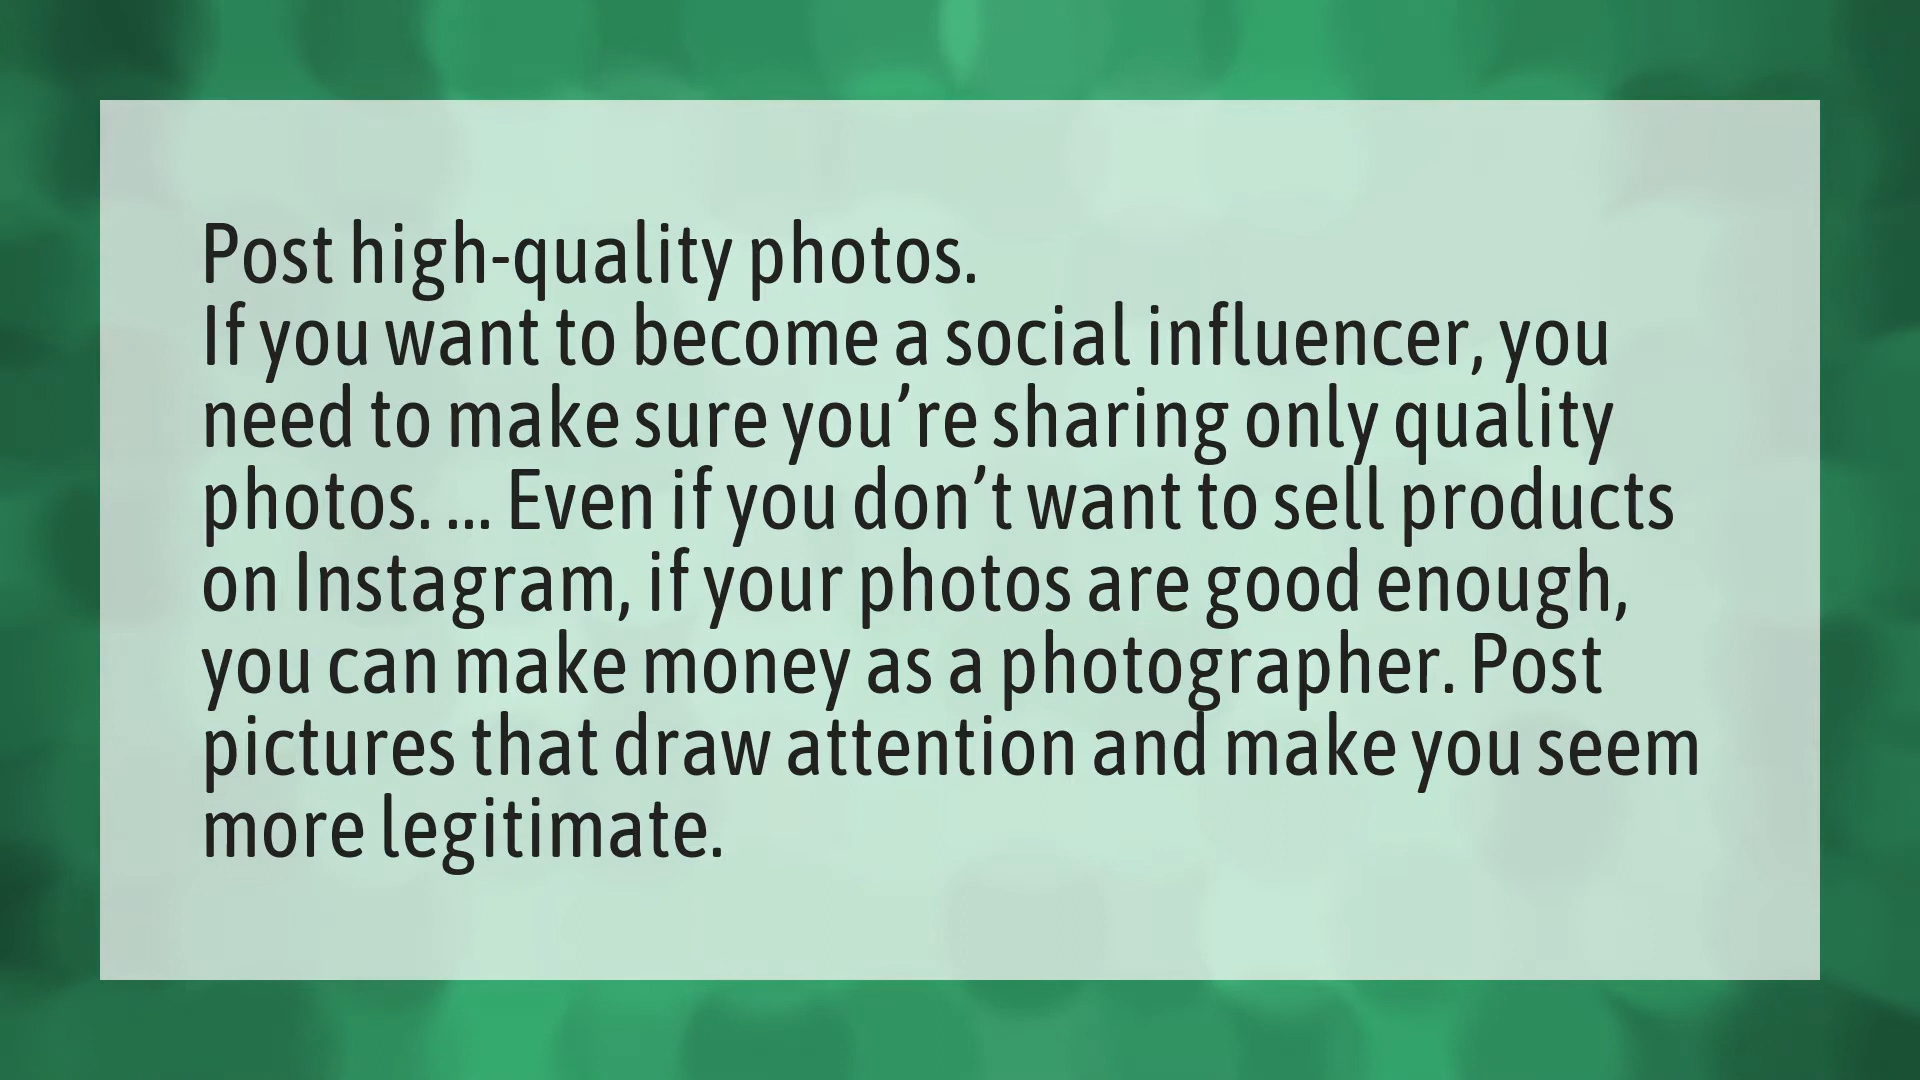 Post high-quality photos.
If you want to become a social influencer, you
need to make sure you’re sharing only quality
photos. ... Even if you don’t want to sell products
on Instagram, if your photos are good enough,
you can make money as a photographer. Post
pictures that draw attention and make you seem
more legitimate.